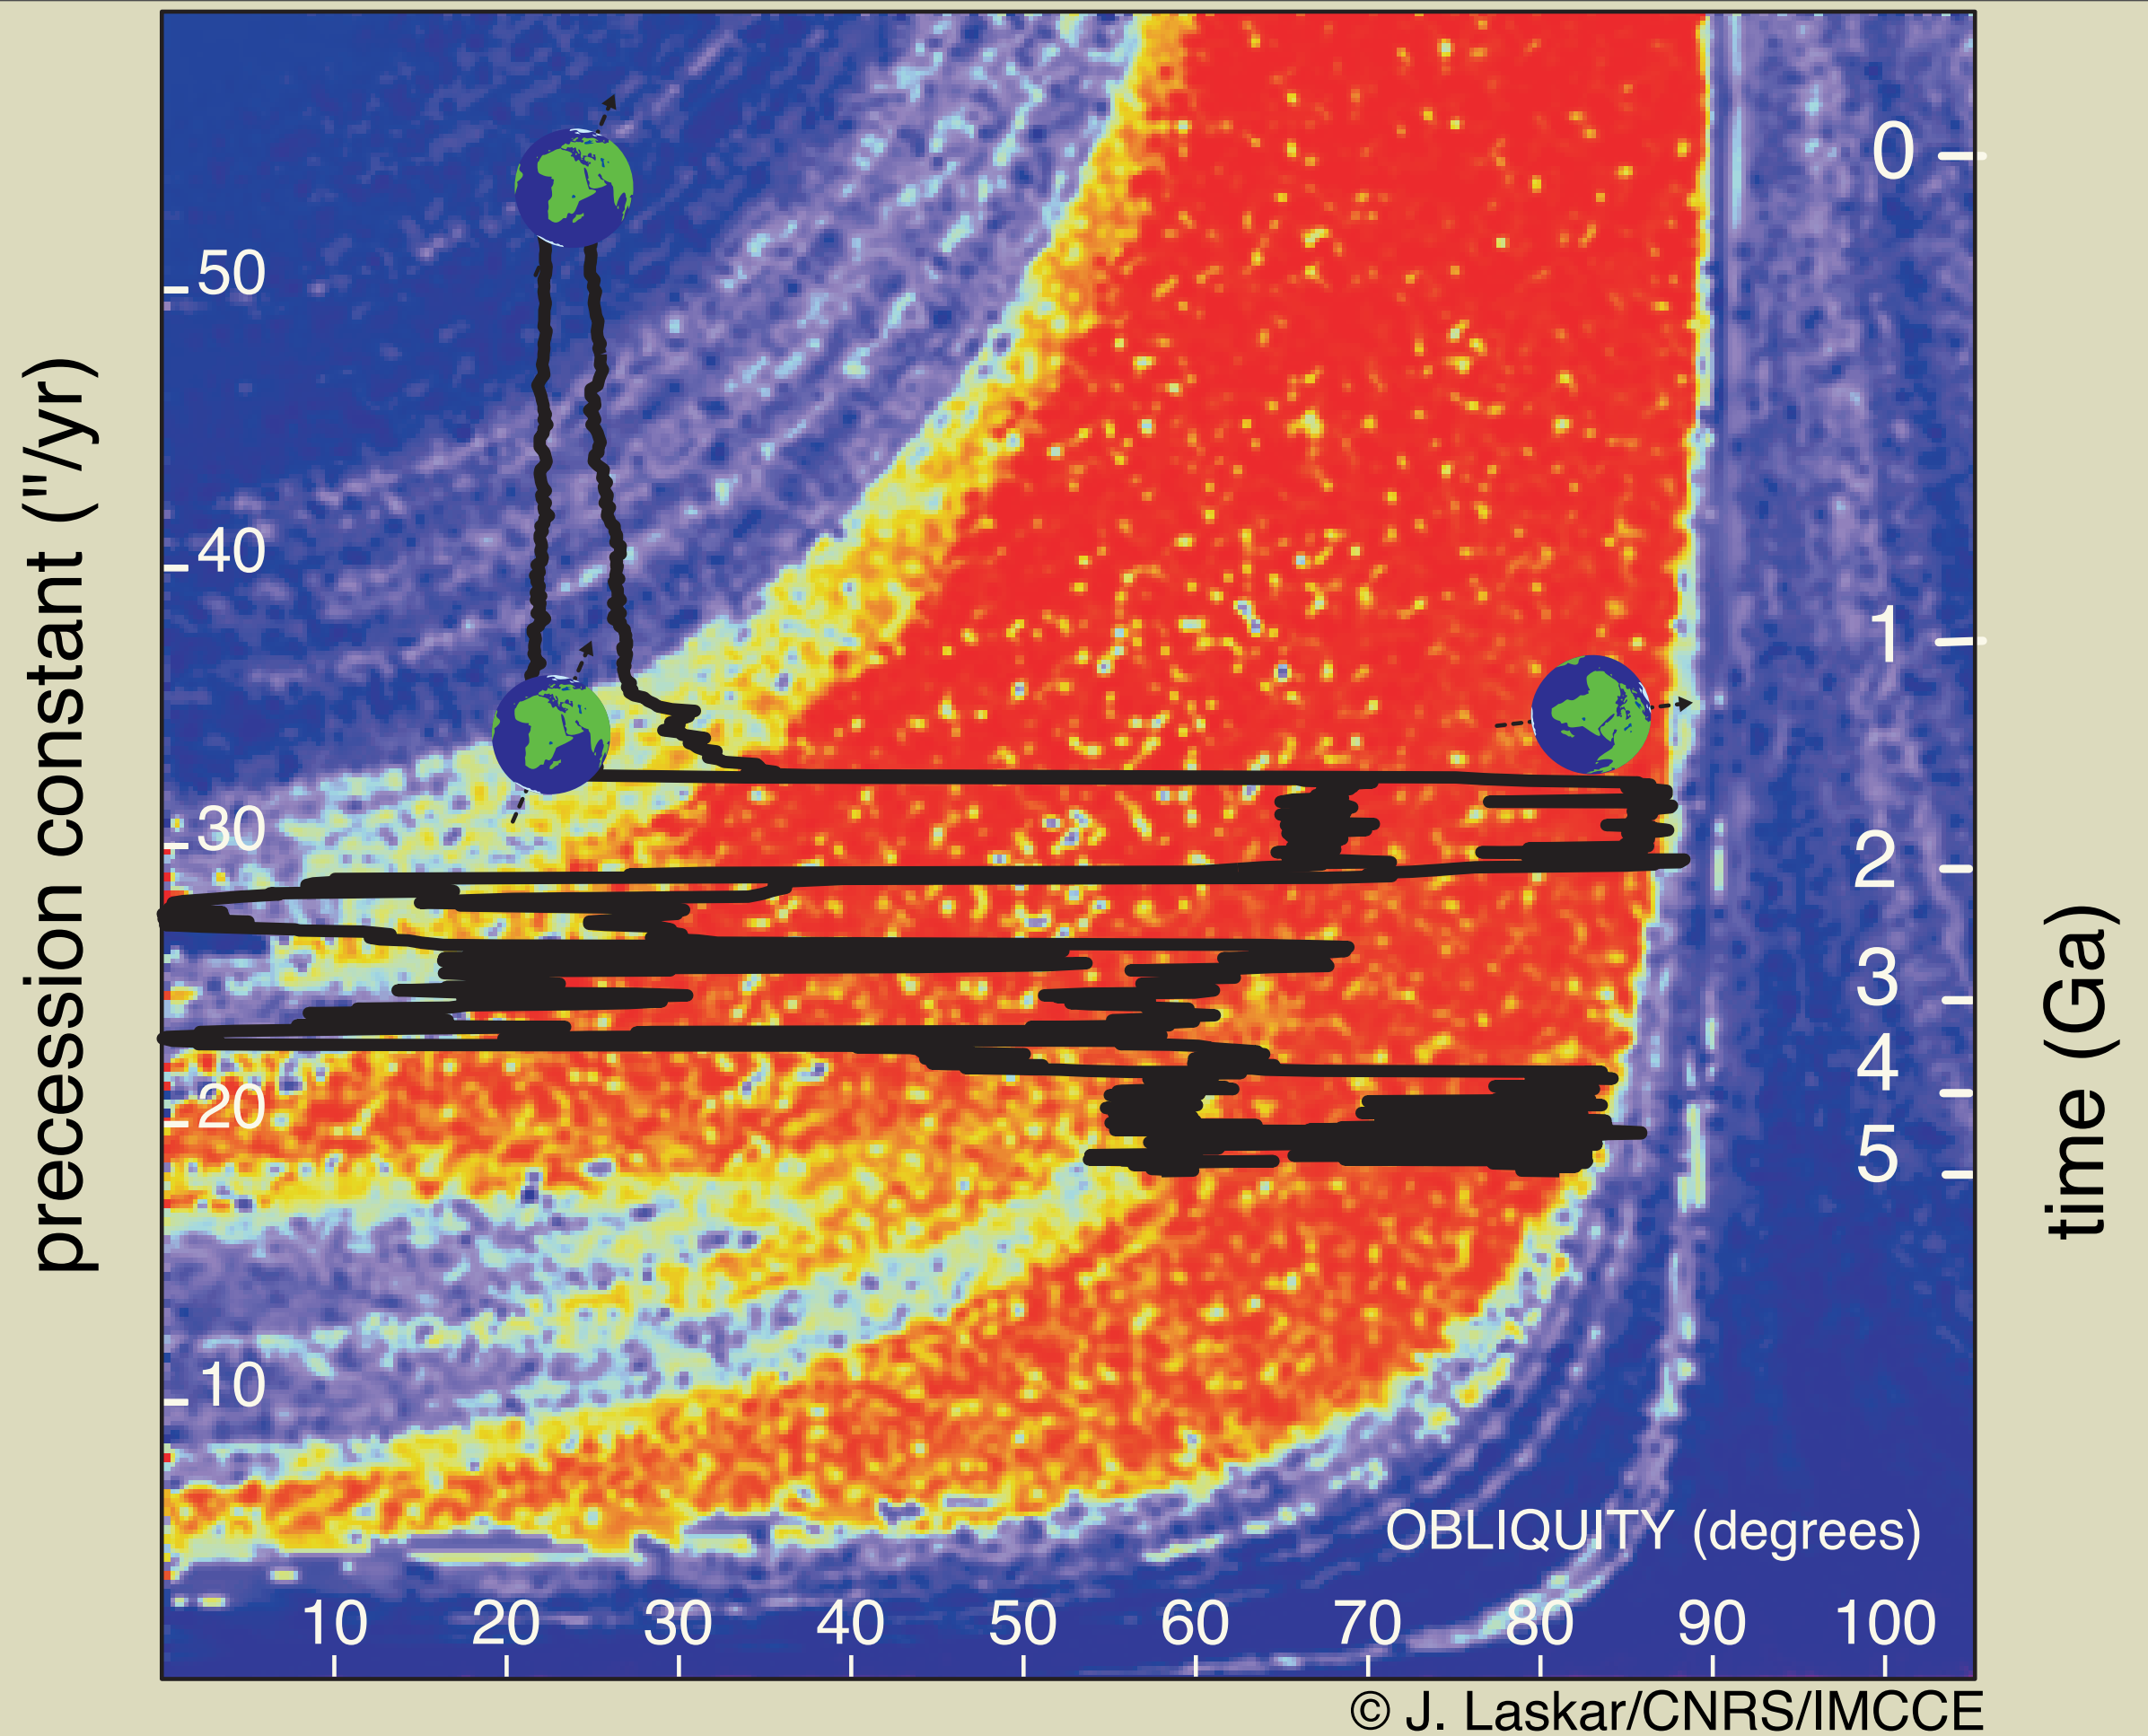 precession constant ("/yr)
50
40
30
20
10
0
1
2
3
4
5
time (Ga)
OBLIQUITY (degrees)
10 20 30 40 50 60 70 80 90 100
© J. Laskar/CNRS/IMCCE